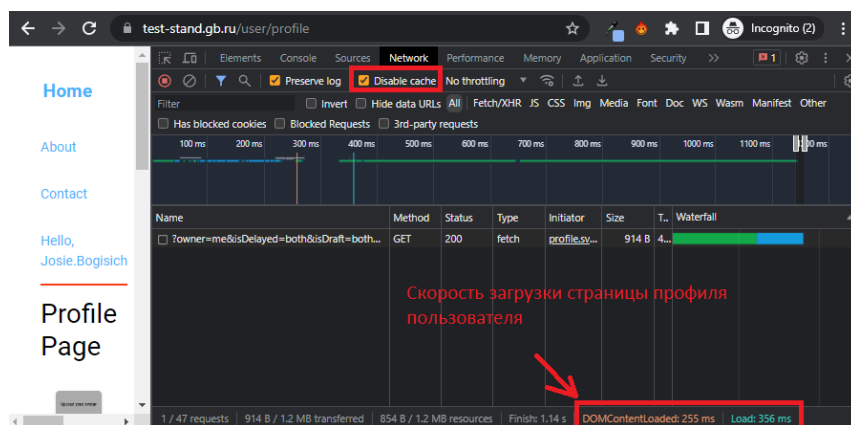 test-stand.gb.ru/user/profile
Incognito (2)
Elements Console Sources Network Performance Memory Application Security
1
Preserve log Disable cache No throttling
Filter Invert Hide data URLs All Fetch/XHR JS CSS Img Media Font Doc WS Wasm Manifest Other
Has blocked cookies Blocked Requests 3rd-party requests
100 ms 200 ms 300 ms 400 ms 500 ms 600 ms 700 ms 800 ms 900 ms 1000 ms 1100 ms
Name Method Status Type Initiator Size T.. Waterfall
?owner=me&isDelayed=both&isDraft=both... GET 200 fetch profile.sv... 914 B 4...
Home
About
Contact
Hello,
Josie.Bogisich
Profile
Page
Скорость загрузки страницы профиля
пользователя
1 / 47 requests 914 B / 1.2 MB transferred 854 B / 1.2 MB resources Finish: 1.14 s DOMContentLoaded: 255 ms Load: 356 ms